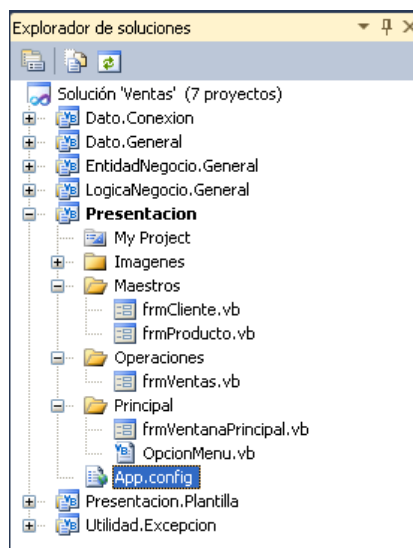 Explorador de soluciones
Solución 'Ventas' (7 proyectos)
Dato.Conexion
Dato.General
EntidadNegocio.General
LogicaNegocio.General
Presentacion
My Project
Imagenes
Maestros
frmCliente.vb
frmProducto.vb
Operaciones
frmVentas.vb
Principal
frmVentanaPrincipal.vb
OpcionMenu.vb
App.config
Presentacion.Plantilla
Utilidad.Excepcion